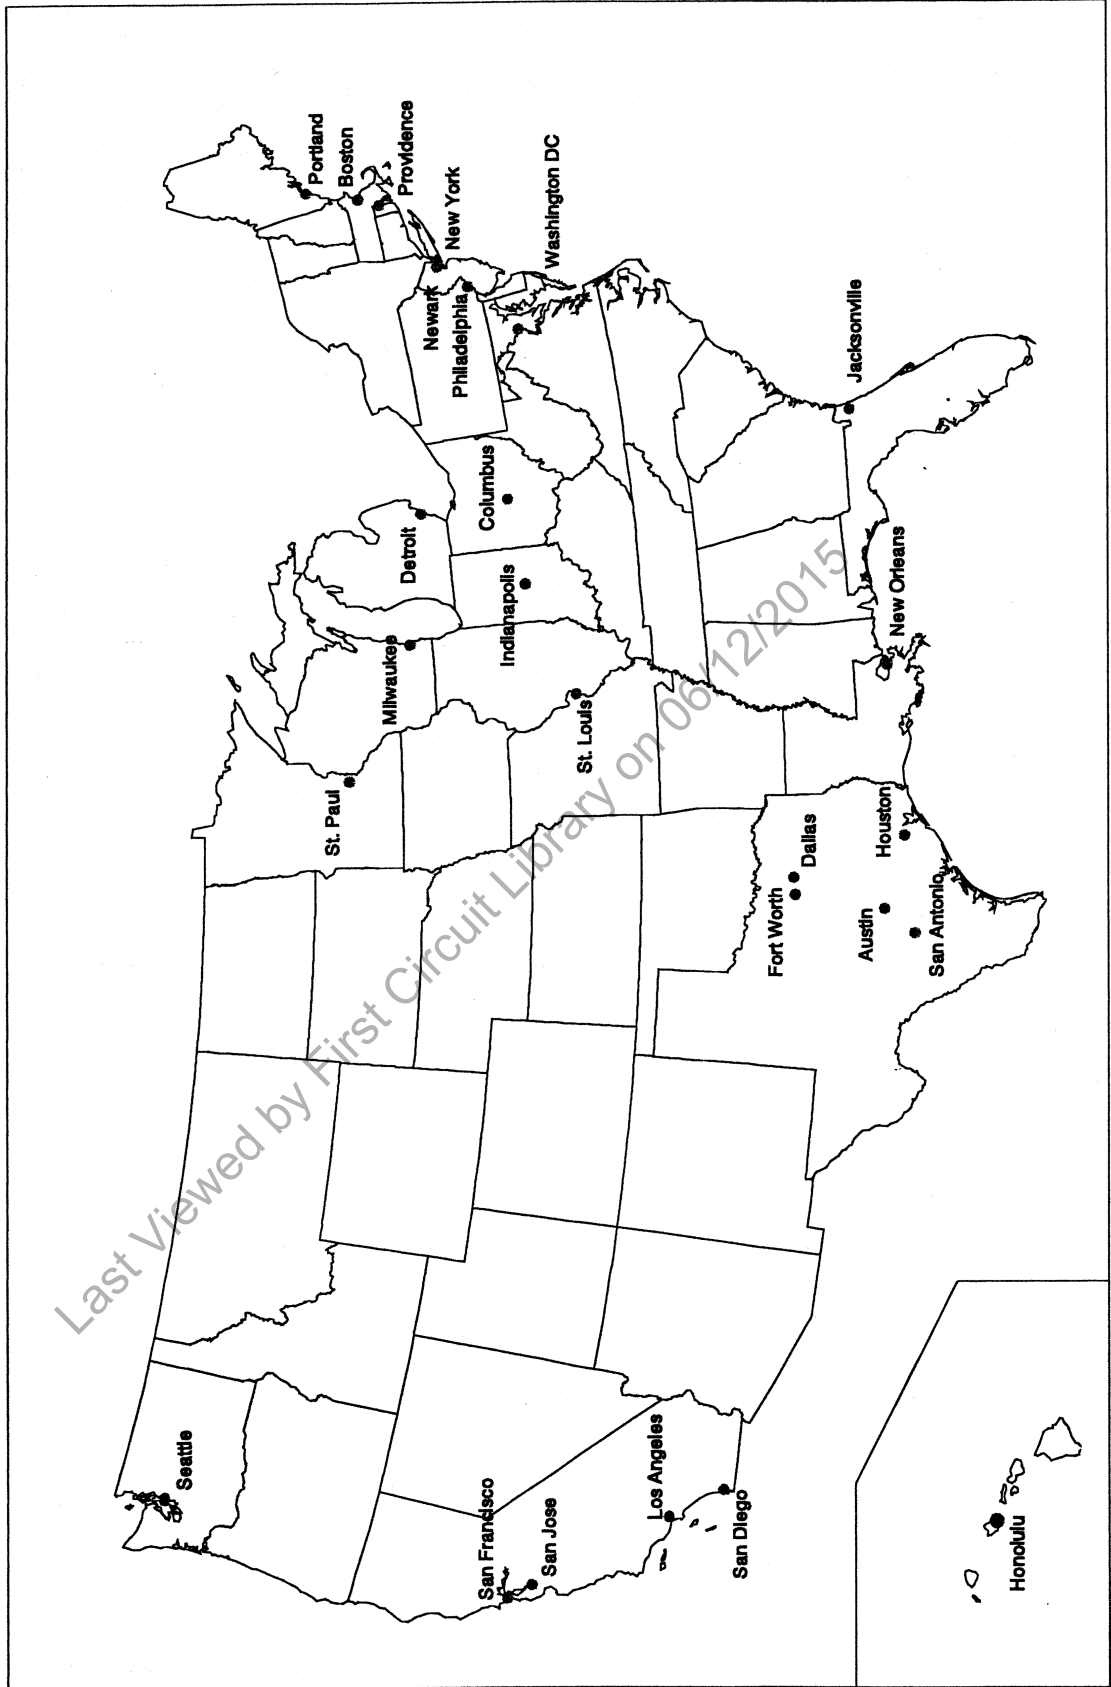 Seattle
San Francisco
San Jose
Los Angeles
San Diego
Honolulu
St. Paul
Milwaukee
Detroit
Indianapolis
Columbus
St. Louis
Fort Worth
Dallas
Austin
San Antonio
Houston
New Orleans
Jacksonville
Portland
Boston
Providence
New York
Newark
Philadelphia
Washington DC
Last Viewed by First Circuit Library on 06/12/2015